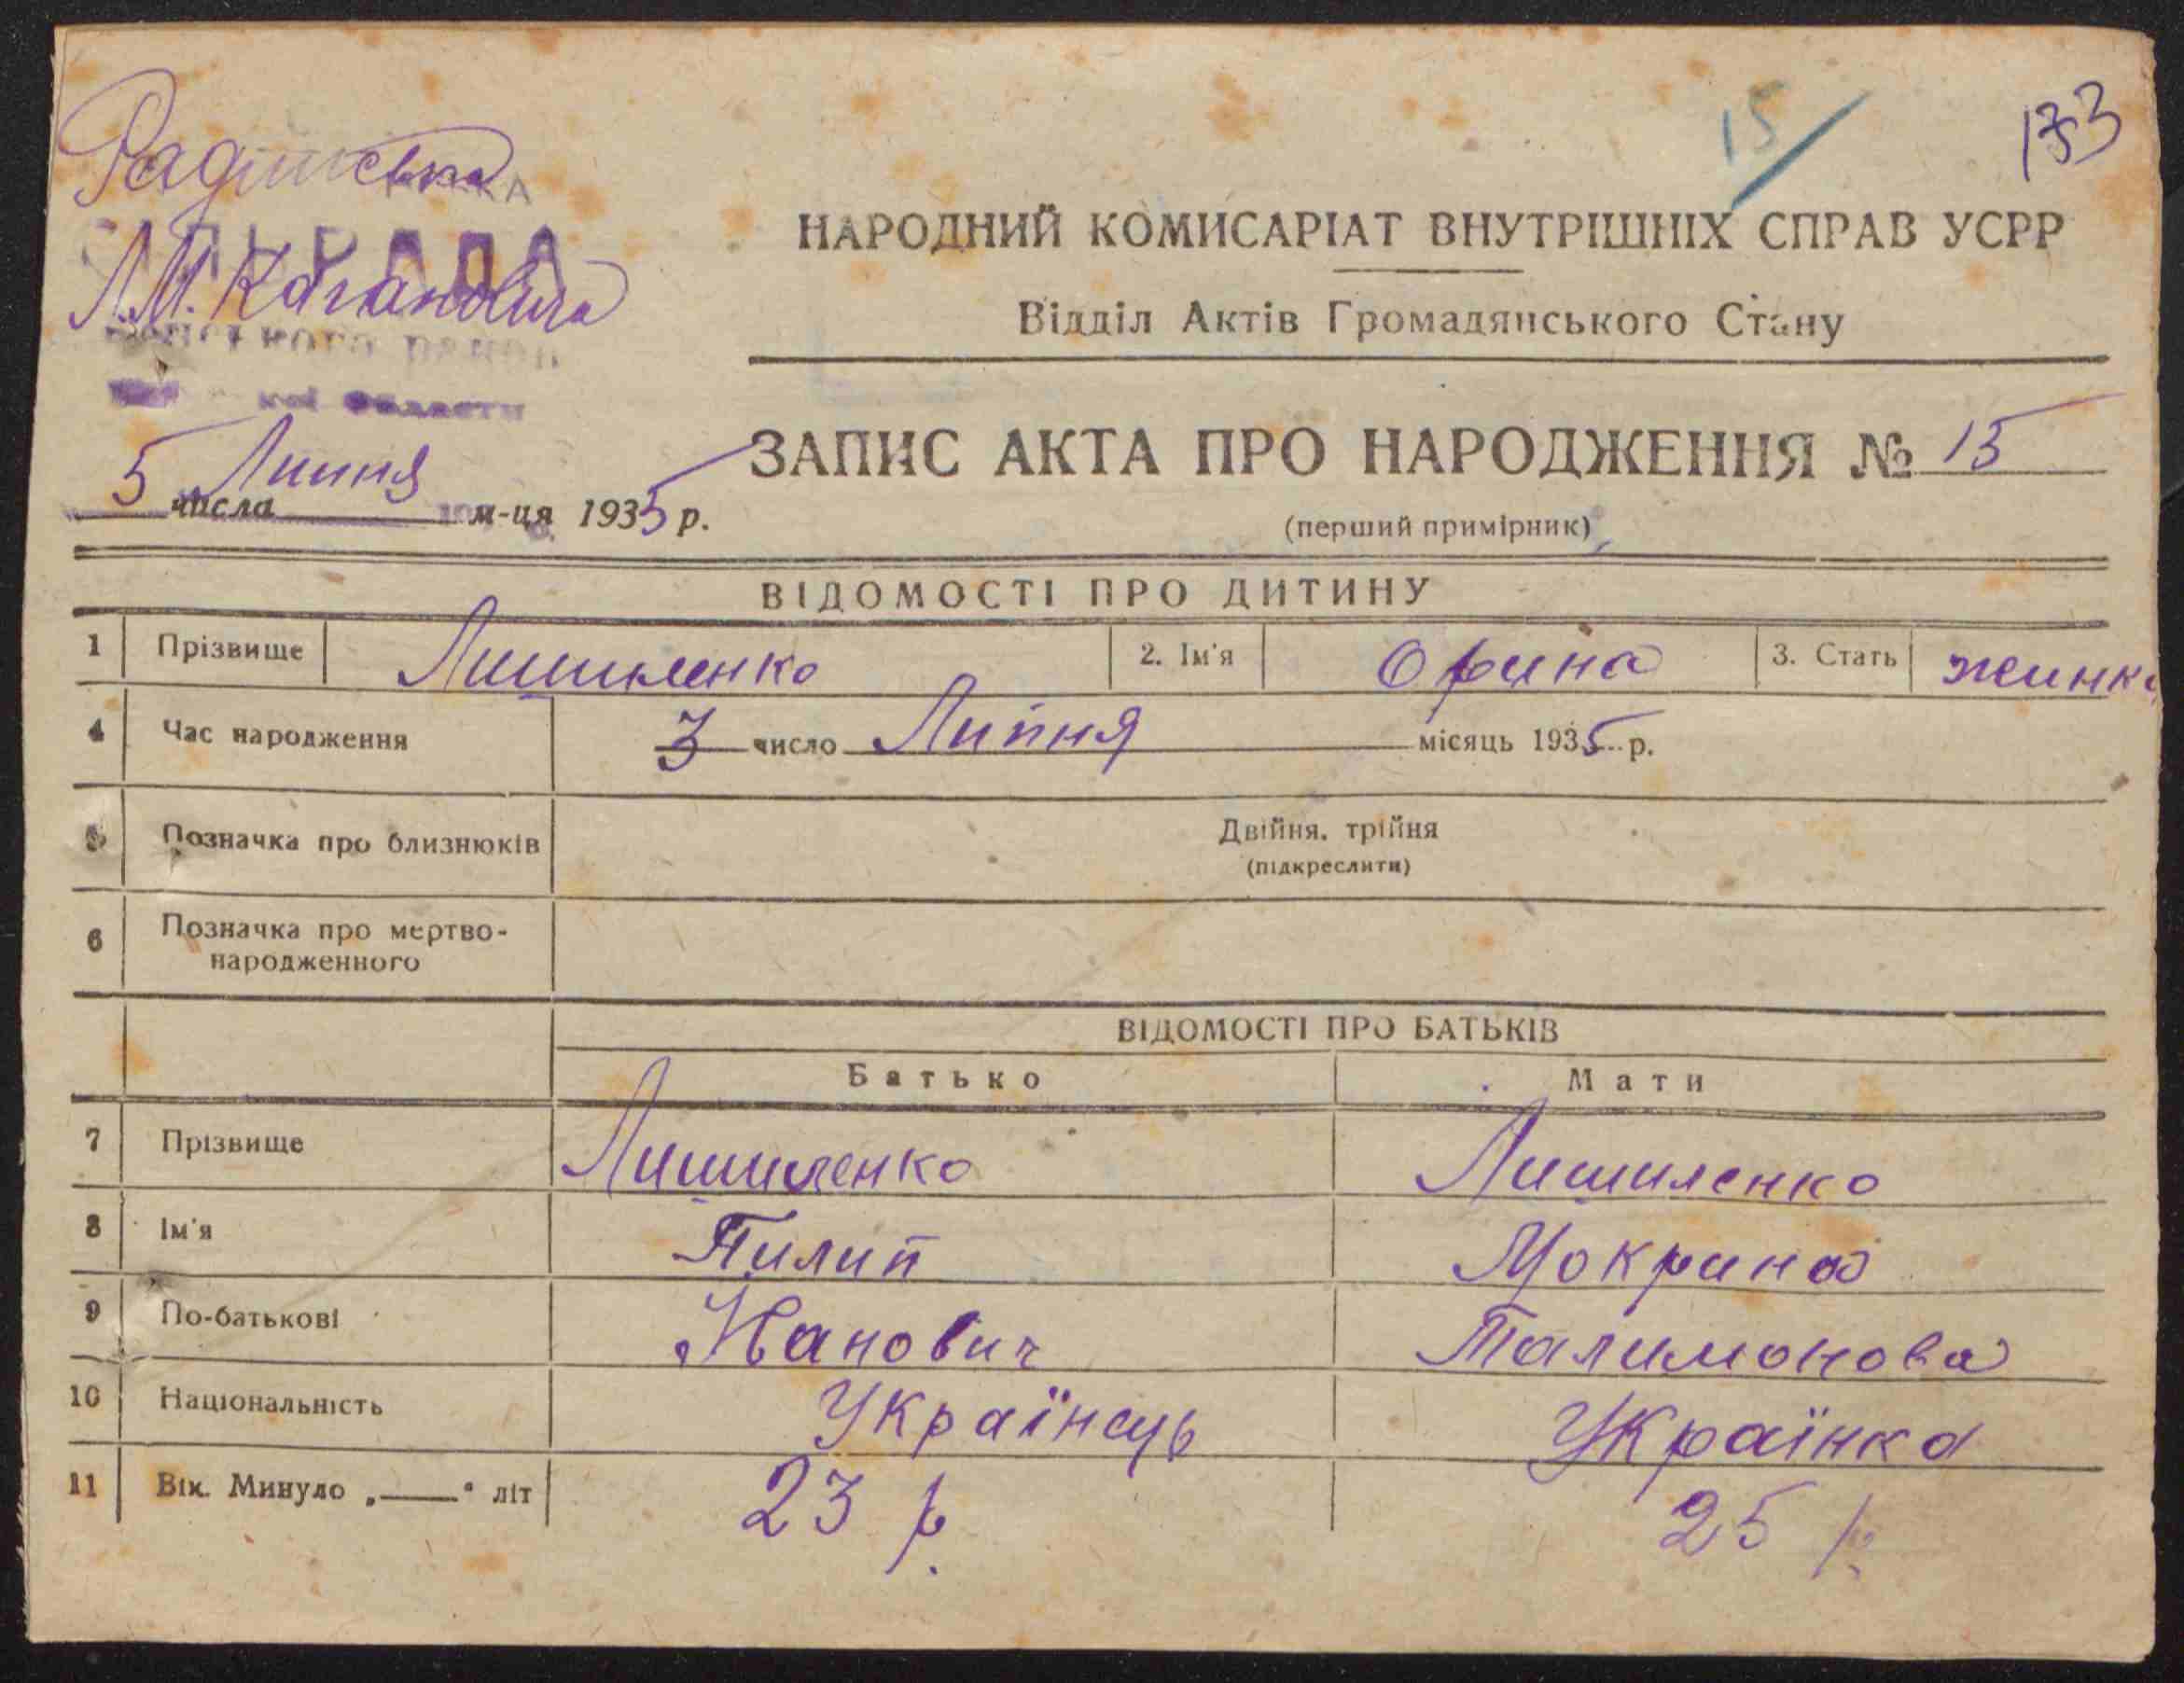 15
133
НАРОДНИЙ КОМИСАРІАТ ВНУТРІШНІХ СПРАВ УСРР
Л.М. Кагановича
Відділ Актів Громадянського Стану
ЗАПИС АКТА ПРО НАРОДЖЕННЯ № 15
5 числа Липня м-ця 1935 р.
(перший примірник)
ВІДОМОСТІ ПРО ДИТИНУ
1 Прізвище Лишиленко 2. Ім'я Орина 3. Стать жинка
4 Час народження 3 число Липня місяць 1935 р.
5 Позначка про близнюків Двійня, трійня
(підкреслити)
6 Позначка про мертво-
народженного
ВІДОМОСТІ ПРО БАТЬКІВ
Батько Мати
7 Прізвище Лишиленко Лишиленко
8 Ім'я Пилип Мокрина
9 По-батькові Иванович Талимонова
10 Національність Українець Українка
11 Вік. Минуло „——“ літ 23 р. 25 р.